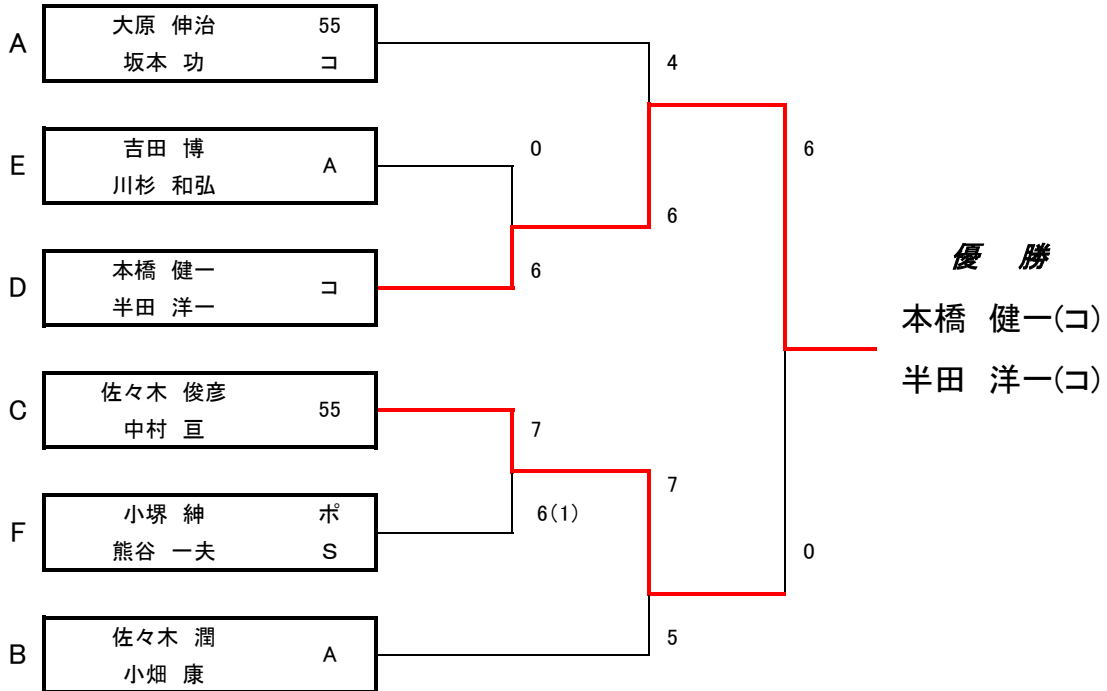 A
大原 伸治 55
坂本 功 コ
4
E
吉田 博
川杉 和弘
A
0
6
6
D
本橋 健一
半田 洋一
コ
6
優 勝
本橋 健一(コ)
半田 洋一(コ)
C
佐々木 俊彦
中村 亘
55
7
7
F
小堺 紳 ポ
熊谷 一夫 S
6(1)
0
B
佐々木 潤
小畑 康
A
5